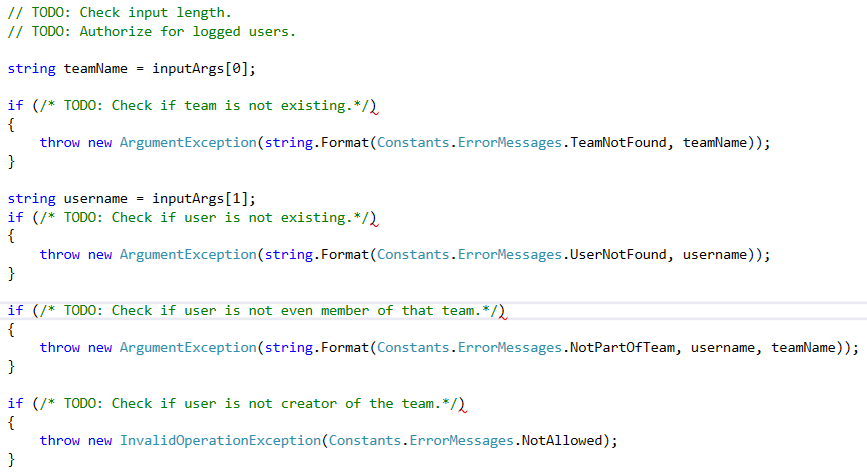 // TODO: Check input length.
// TODO: Authorize for logged users.
string teamName = inputArgs[0];
if (/* TODO: Check if team is not existing.*/)
{
throw new ArgumentException(string.Format(Constants.ErrorMessages.TeamNotFound, teamName));
}
string username = inputArgs[1];
if (/* TODO: Check if user is not existing.*/)
{
throw new ArgumentException(string.Format(Constants.ErrorMessages.UserNotFound, username));
}
if (/* TODO: Check if user is not even member of that team.*/)
{
throw new ArgumentException(string.Format(Constants.ErrorMessages.NotPartOfTeam, username, teamName));
}
if (/* TODO: Check if user is not creator of the team.*/)
{
throw new InvalidOperationException(Constants.ErrorMessages.NotAllowed);
}